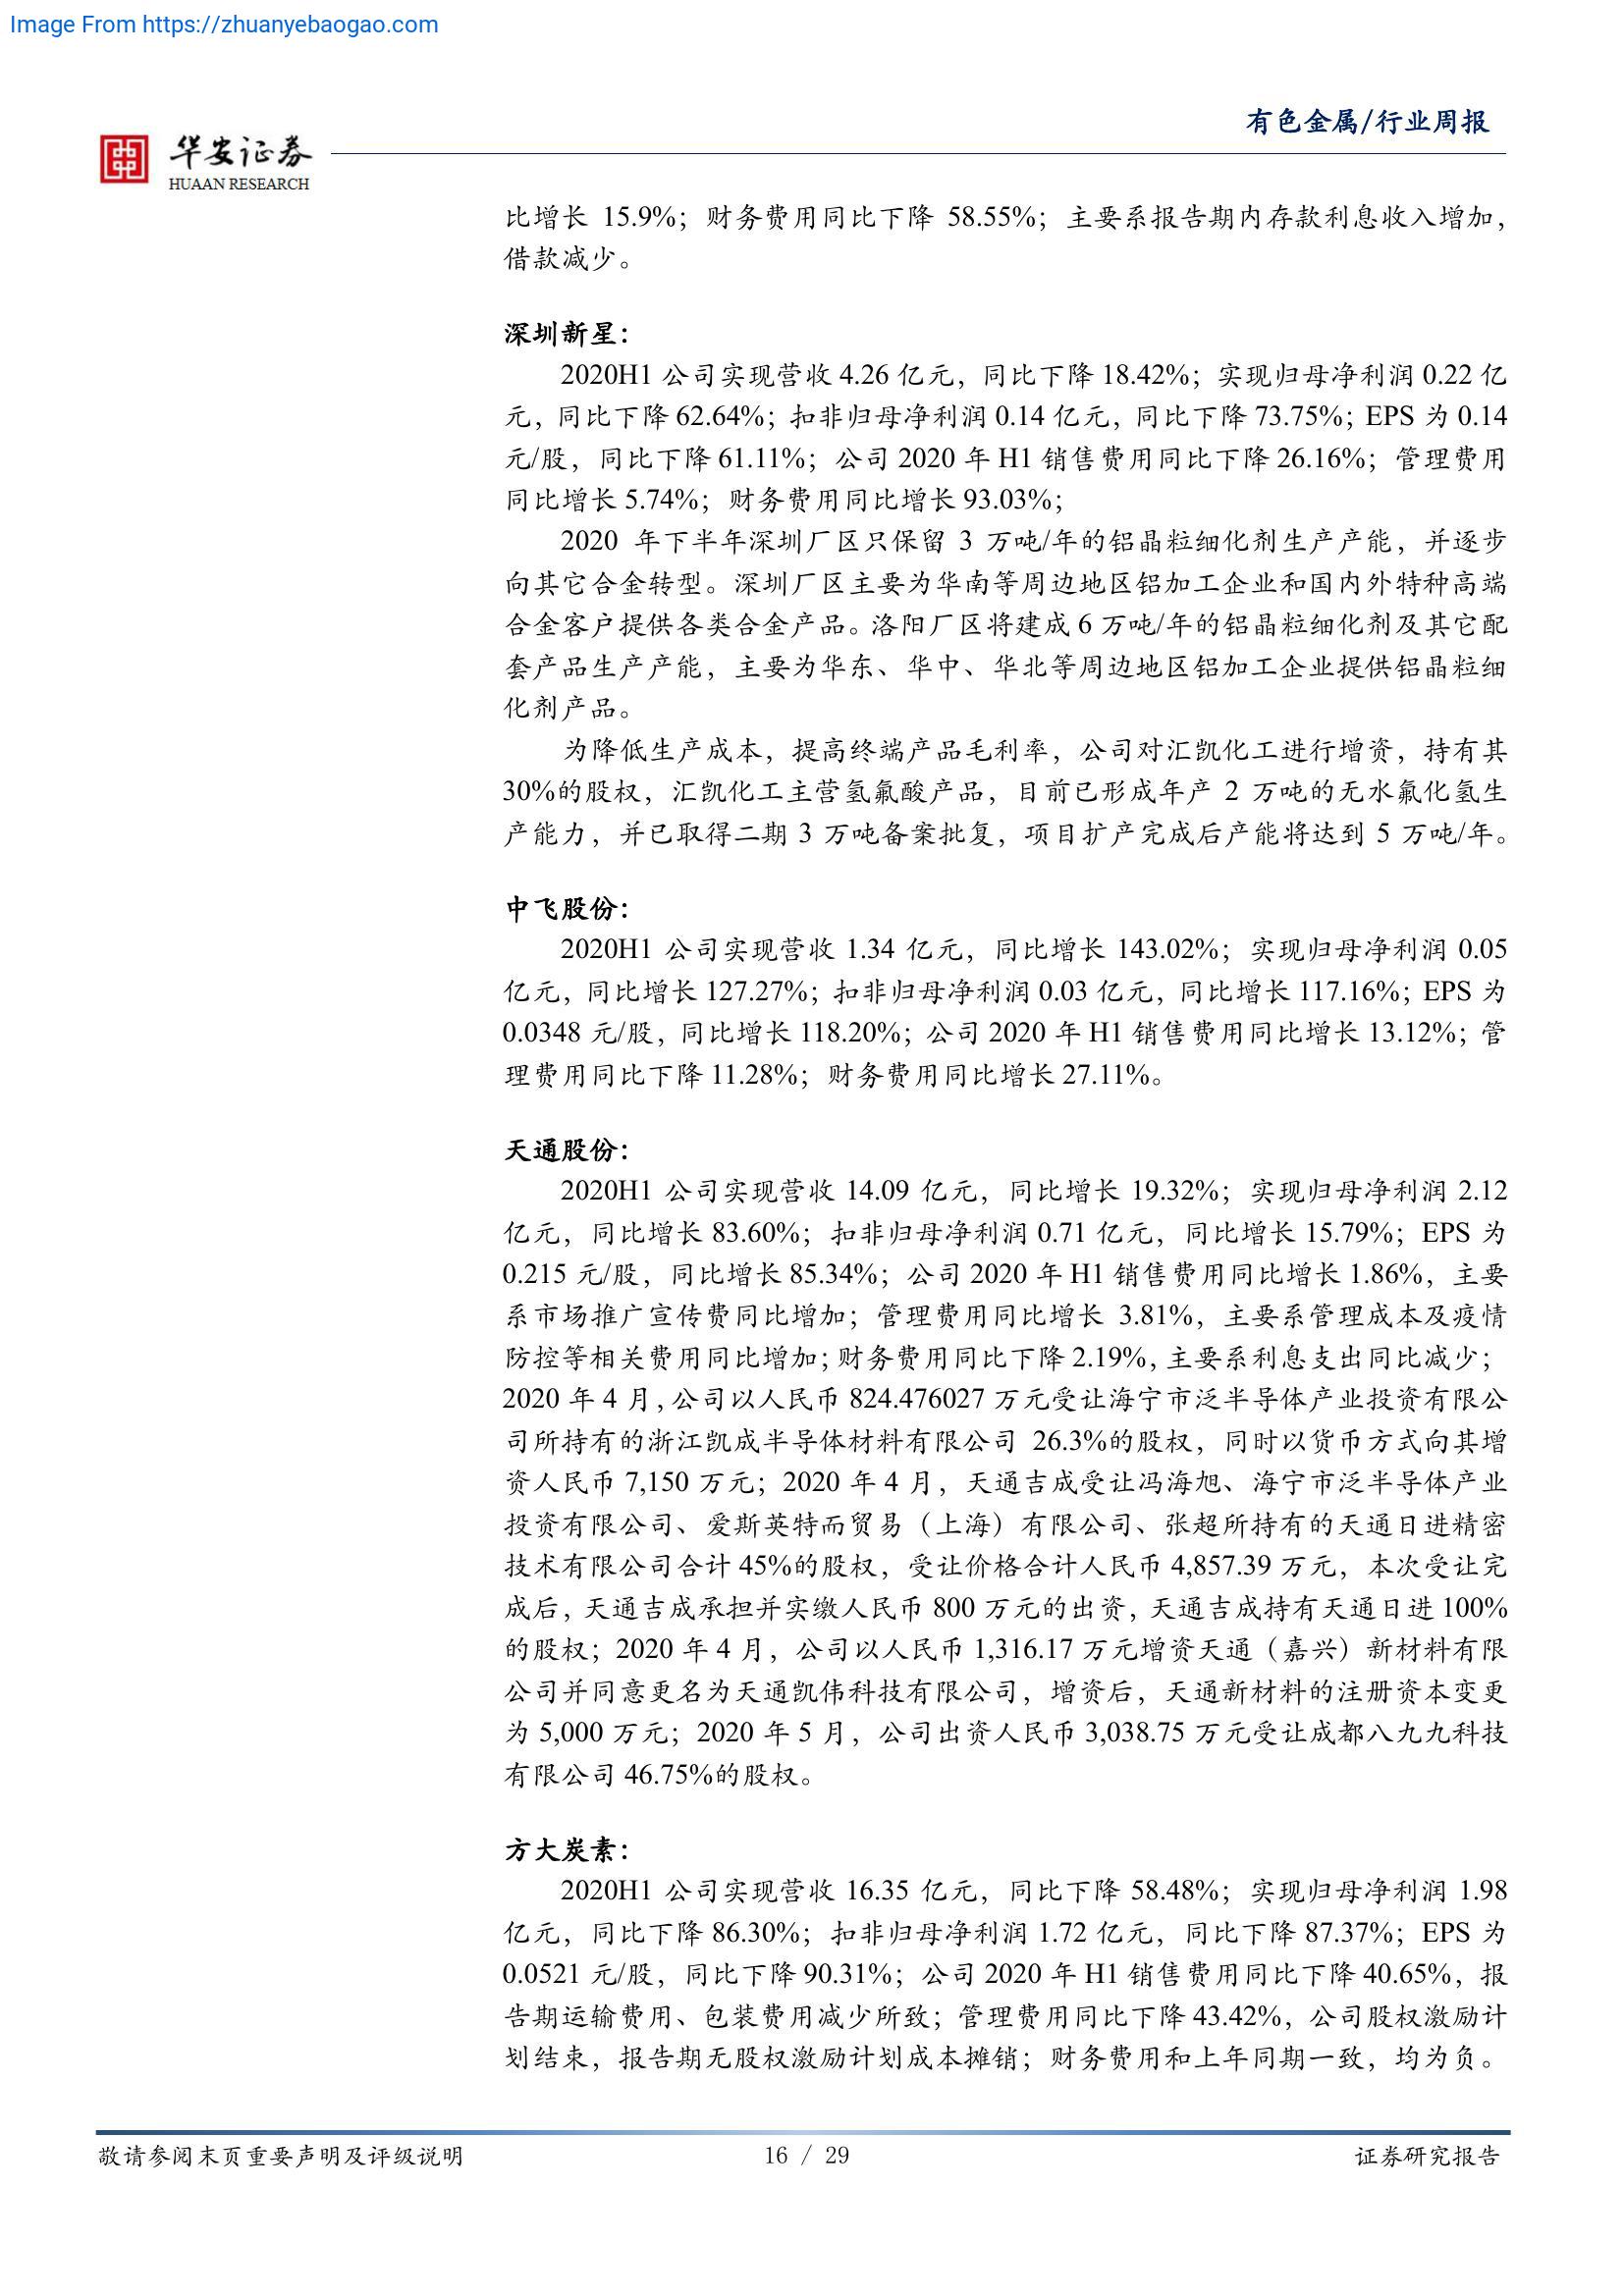 Image From https://zhuanyebaogao.com
有色金属/行业周报
华安证券
HUAAN RESEARCH
比增长 15.9%；财务费用同比下降 58.55%；主要系报告期内存款利息收入增加，
借款减少。
深圳新星：
2020H1 公司实现营收 4.26 亿元，同比下降 18.42%；实现归母净利润 0.22 亿
元，同比下降 62.64%；扣非归母净利润 0.14 亿元，同比下降 73.75%；EPS 为 0.14
元/股，同比下降 61.11%；公司 2020 年 H1 销售费用同比下降 26.16%；管理费用
同比增长 5.74%；财务费用同比增长 93.03%；
2020 年下半年深圳厂区只保留 3 万吨/年的铝晶粒细化剂生产产能，并逐步
向其它合金转型。深圳厂区主要为华南等周边地区铝加工企业和国内外特种高端
合金客户提供各类合金产品。洛阳厂区将建成 6 万吨/年的铝晶粒细化剂及其它配
套产品生产产能，主要为华东、华中、华北等周边地区铝加工企业提供铝晶粒细
化剂产品。
为降低生产成本，提高终端产品毛利率，公司对汇凯化工进行增资，持有其
30%的股权，汇凯化工主营氢氟酸产品，目前已形成年产 2 万吨的无水氟化氢生
产能力，并已取得二期 3 万吨备案批复，项目扩产完成后产能将达到 5 万吨/年。
中飞股份：
2020H1 公司实现营收 1.34 亿元，同比增长 143.02%；实现归母净利润 0.05
亿元，同比增长 127.27%；扣非归母净利润 0.03 亿元，同比增长 117.16%；EPS 为
0.0348 元/股，同比增长 118.20%；公司 2020 年 H1 销售费用同比增长 13.12%；管
理费用同比下降 11.28%；财务费用同比增长 27.11%。
天通股份：
2020H1 公司实现营收 14.09 亿元，同比增长 19.32%；实现归母净利润 2.12
亿元，同比增长 83.60%；扣非归母净利润 0.71 亿元，同比增长 15.79%；EPS 为
0.215 元/股，同比增长 85.34%；公司 2020 年 H1 销售费用同比增长 1.86%，主要
系市场推广宣传费同比增加；管理费用同比增长 3.81%，主要系管理成本及疫情
防控等相关费用同比增加；财务费用同比下降 2.19%，主要系利息支出同比减少；
2020 年 4 月，公司以人民币 824.476027 万元受让海宁市泛半导体产业投资有限公
司所持有的浙江凯成半导体材料有限公司 26.3%的股权，同时以货币方式向其增
资人民币 7,150 万元；2020 年 4 月，天通吉成受让冯海旭、海宁市泛半导体产业
投资有限公司、爱斯英特而贸易（上海）有限公司、张超所持有的天通日进精密
技术有限公司合计 45%的股权，受让价格合计人民币 4,857.39 万元，本次受让完
成后，天通吉成承担并实缴人民币 800 万元的出资，天通吉成持有天通日进 100%
的股权；2020 年 4 月，公司以人民币 1,316.17 万元增资天通（嘉兴）新材料有限
公司并同意更名为天通凯伟科技有限公司，增资后，天通新材料的注册资本变更
为 5,000 万元；2020 年 5 月，公司出资人民币 3,038.75 万元受让成都八九九科技
有限公司 46.75%的股权。
方大炭素：
2020H1 公司实现营收 16.35 亿元，同比下降 58.48%；实现归母净利润 1.98
亿元，同比下降 86.30%；扣非归母净利润 1.72 亿元，同比下降 87.37%；EPS 为
0.0521 元/股，同比下降 90.31%；公司 2020 年 H1 销售费用同比下降 40.65%，报
告期运输费用、包装费用减少所致；管理费用同比下降 43.42%，公司股权激励计
划结束，报告期无股权激励计划成本摊销；财务费用和上年同期一致，均为负。
敬请参阅末页重要声明及评级说明
16 / 29
证券研究报告